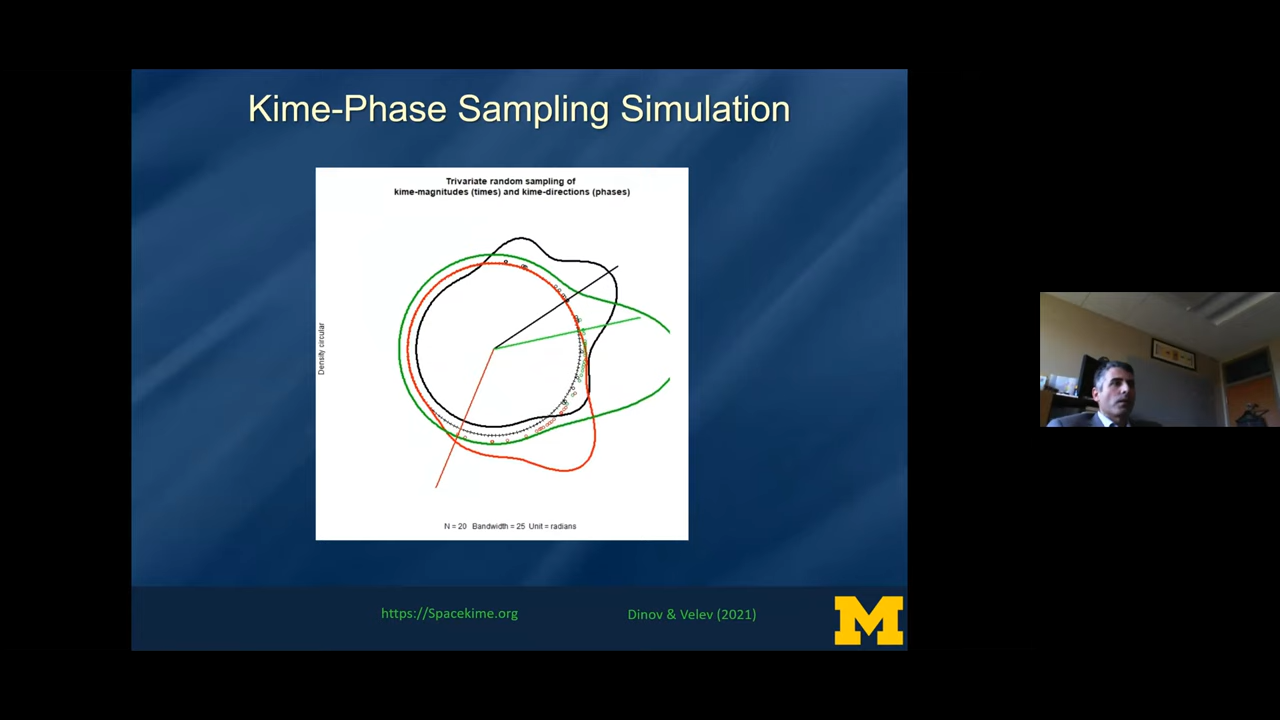 Kime-Phase Sampling Simulation
Trivariate random sampling of
kime-magnitudes (times) and kime-directions (phases)
Density circular
N = 20 Bandwidth = 25 Unit = radians
https://Spacekime.org
Dinov & Velev (2021)
M